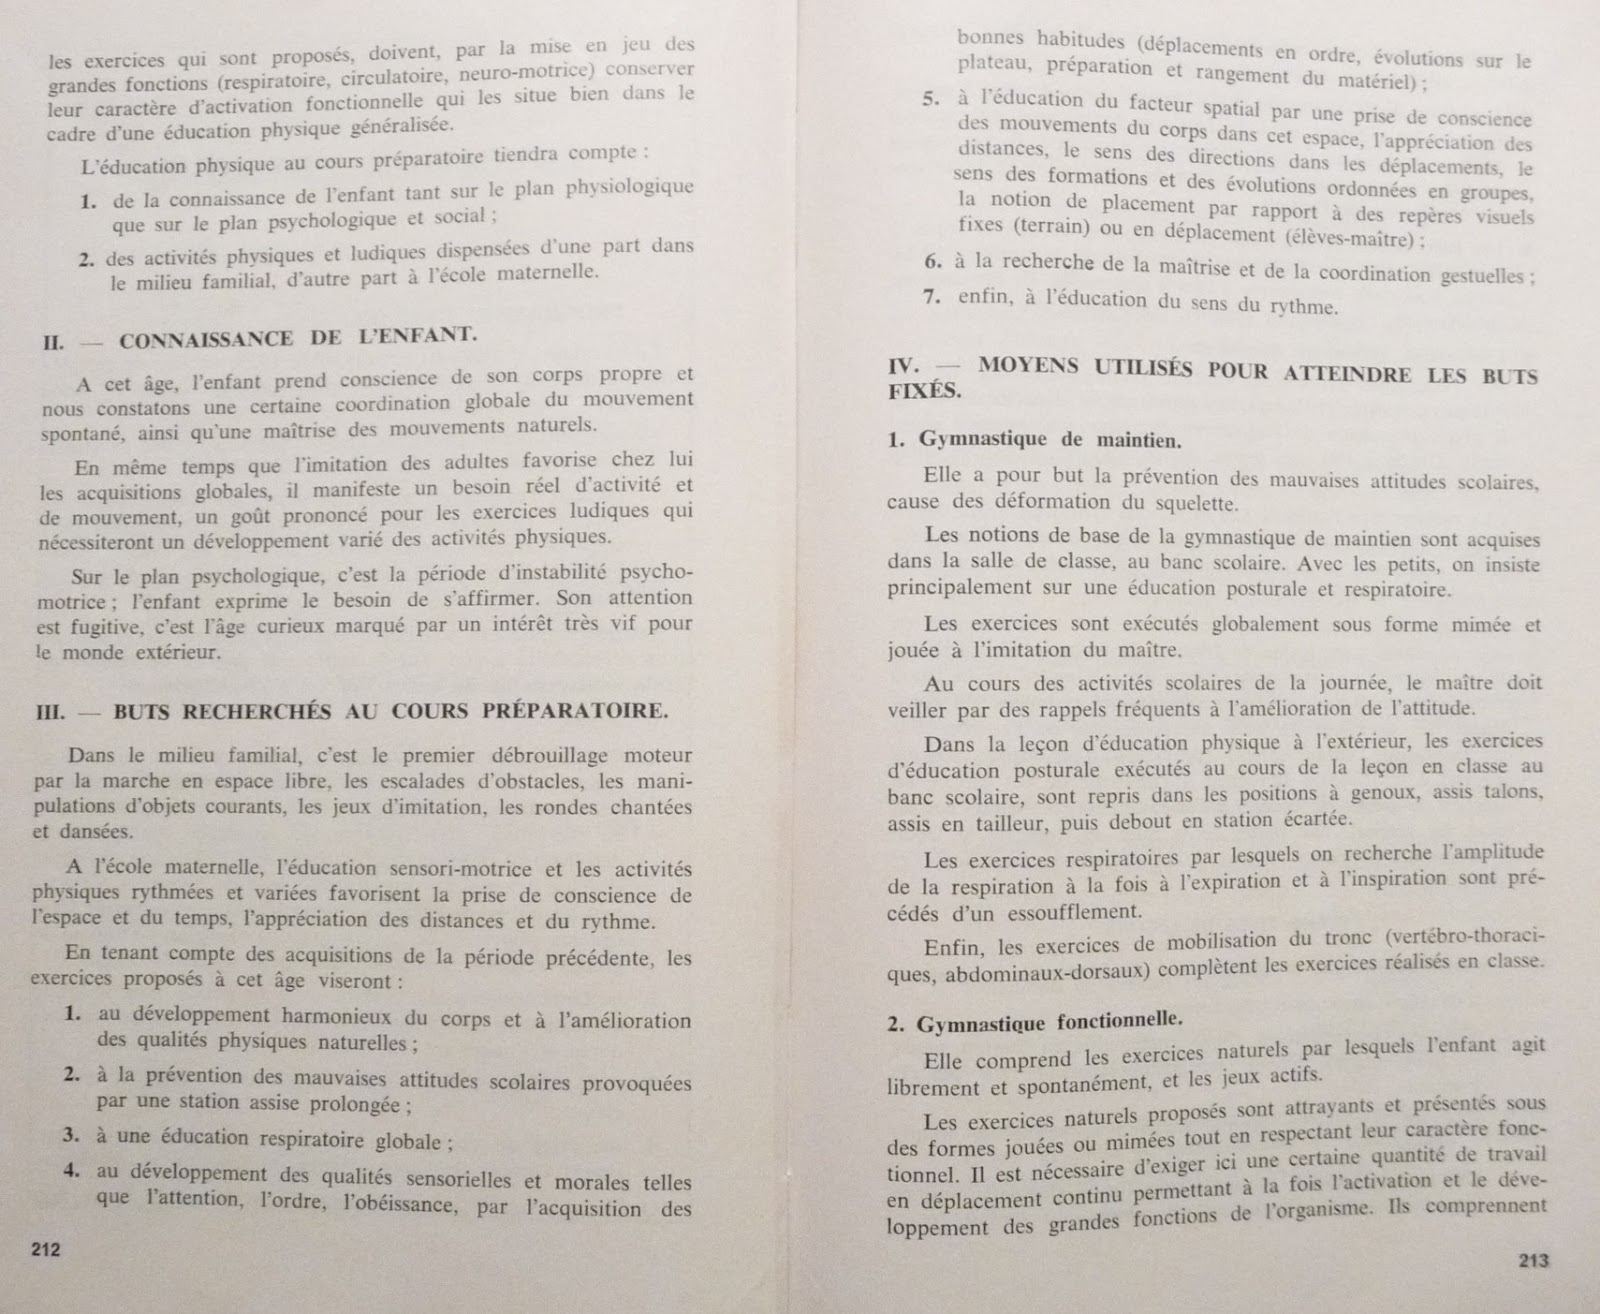 les exercices qui sont proposés, doivent, par la mise en jeu des
grandes fonctions (respiratoire, circulatoire, neuro-motrice) conserver
leur caractère d'activation fonctionnelle qui les situe bien dans le
cadre d'une éducation physique généralisée.
L'éducation physique au cours préparatoire tiendra compte :
1. de la connaissance de l'enfant tant sur le plan physiologique
que sur le plan psychologique et social ;
2. des activités physiques et ludiques dispensées d'une part dans
le milieu familial, d'autre part à l'école maternelle.
II. — CONNAISSANCE DE L'ENFANT.
A cet âge, l'enfant prend conscience de son corps propre et
nous constatons une certaine coordination globale du mouvement
spontané, ainsi qu'une maîtrise des mouvements naturels.
En même temps que l'imitation des adultes favorise chez lui
les acquisitions globales, il manifeste un besoin réel d'activité et
de mouvement, un goût prononcé pour les exercices ludiques qui
nécessiteront un développement varié des activités physiques.
Sur le plan psychologique, c'est la période d'instabilité psycho-
motrice ; l'enfant exprime le besoin de s'affirmer. Son attention
est fugitive, c'est l'âge curieux marqué par un intérêt très vif pour
le monde extérieur.
III. — BUTS RECHERCHÉS AU COURS PRÉPARATOIRE.
Dans le milieu familial, c'est le premier débrouillage moteur
par la marche en espace libre, les escalades d'obstacles, les mani-
pulations d'objets courants, les jeux d'imitation, les rondes chantées
et dansées.
A l'école maternelle, l'éducation sensori-motrice et les activités
physiques rythmées et variées favorisent la prise de conscience de
l'espace et du temps, l'appréciation des distances et du rythme.
En tenant compte des acquisitions de la période précédente, les
exercices proposés à cet âge viseront :
1. au développement harmonieux du corps et à l'amélioration
des qualités physiques naturelles ;
2. à la prévention des mauvaises attitudes scolaires provoquées
par une station assise prolongée ;
3. à une éducation respiratoire globale ;
4. au développement des qualités sensorielles et morales telles
que l'attention, l'ordre, l'obéissance, par l'acquisition des
212
bonnes habitudes (déplacements en ordre, évolutions sur le
plateau, préparation et rangement du matériel) ;
5. à l'éducation du facteur spatial par une prise de conscience
des mouvements du corps dans cet espace, l'appréciation des
distances, le sens des directions dans les déplacements, le
sens des formations et des évolutions ordonnées en groupes,
la notion de placement par rapport à des repères visuels
fixes (terrain) ou en déplacement (élèves-maître) ;
6. à la recherche de la maîtrise et de la coordination gestuelles ;
7. enfin, à l'éducation du sens du rythme.
IV. — MOYENS UTILISÉS POUR ATTEINDRE LES BUTS
FIXÉS.
1. Gymnastique de maintien.
Elle a pour but la prévention des mauvaises attitudes scolaires,
cause des déformation du squelette.
Les notions de base de la gymnastique de maintien sont acquises
dans la salle de classe, au banc scolaire. Avec les petits, on insiste
principalement sur une éducation posturale et respiratoire.
Les exercices sont exécutés globalement sous forme mimée et
jouée à l'imitation du maître.
Au cours des activités scolaires de la journée, le maître doit
veiller par des rappels fréquents à l'amélioration de l'attitude.
Dans la leçon d'éducation physique à l'extérieur, les exercices
d'éducation posturale exécutés au cours de la leçon en classe au
banc scolaire, sont repris dans les positions à genoux, assis talons,
assis en tailleur, puis debout en station écartée.
Les exercices respiratoires par lesquels on recherche l'amplitude
de la respiration à la fois à l'expiration et à l'inspiration sont pré-
cédés d'un essoufflement.
Enfin, les exercices de mobilisation du tronc (vertébro-thoraci-
ques, abdominaux-dorsaux) complètent les exercices réalisés en classe.
2. Gymnastique fonctionnelle.
Elle comprend les exercices naturels par lesquels l'enfant agit
librement et spontanément, et les jeux actifs.
Les exercices naturels proposés sont attrayants et présentés sous
des formes jouées ou mimées tout en respectant leur caractère fonc-
tionnel. Il est nécessaire d'exiger ici une certaine quantité de travail
en déplacement continu permettant à la fois l'activation et le déve-
loppement des grandes fonctions de l'organisme. Ils comprennent
213